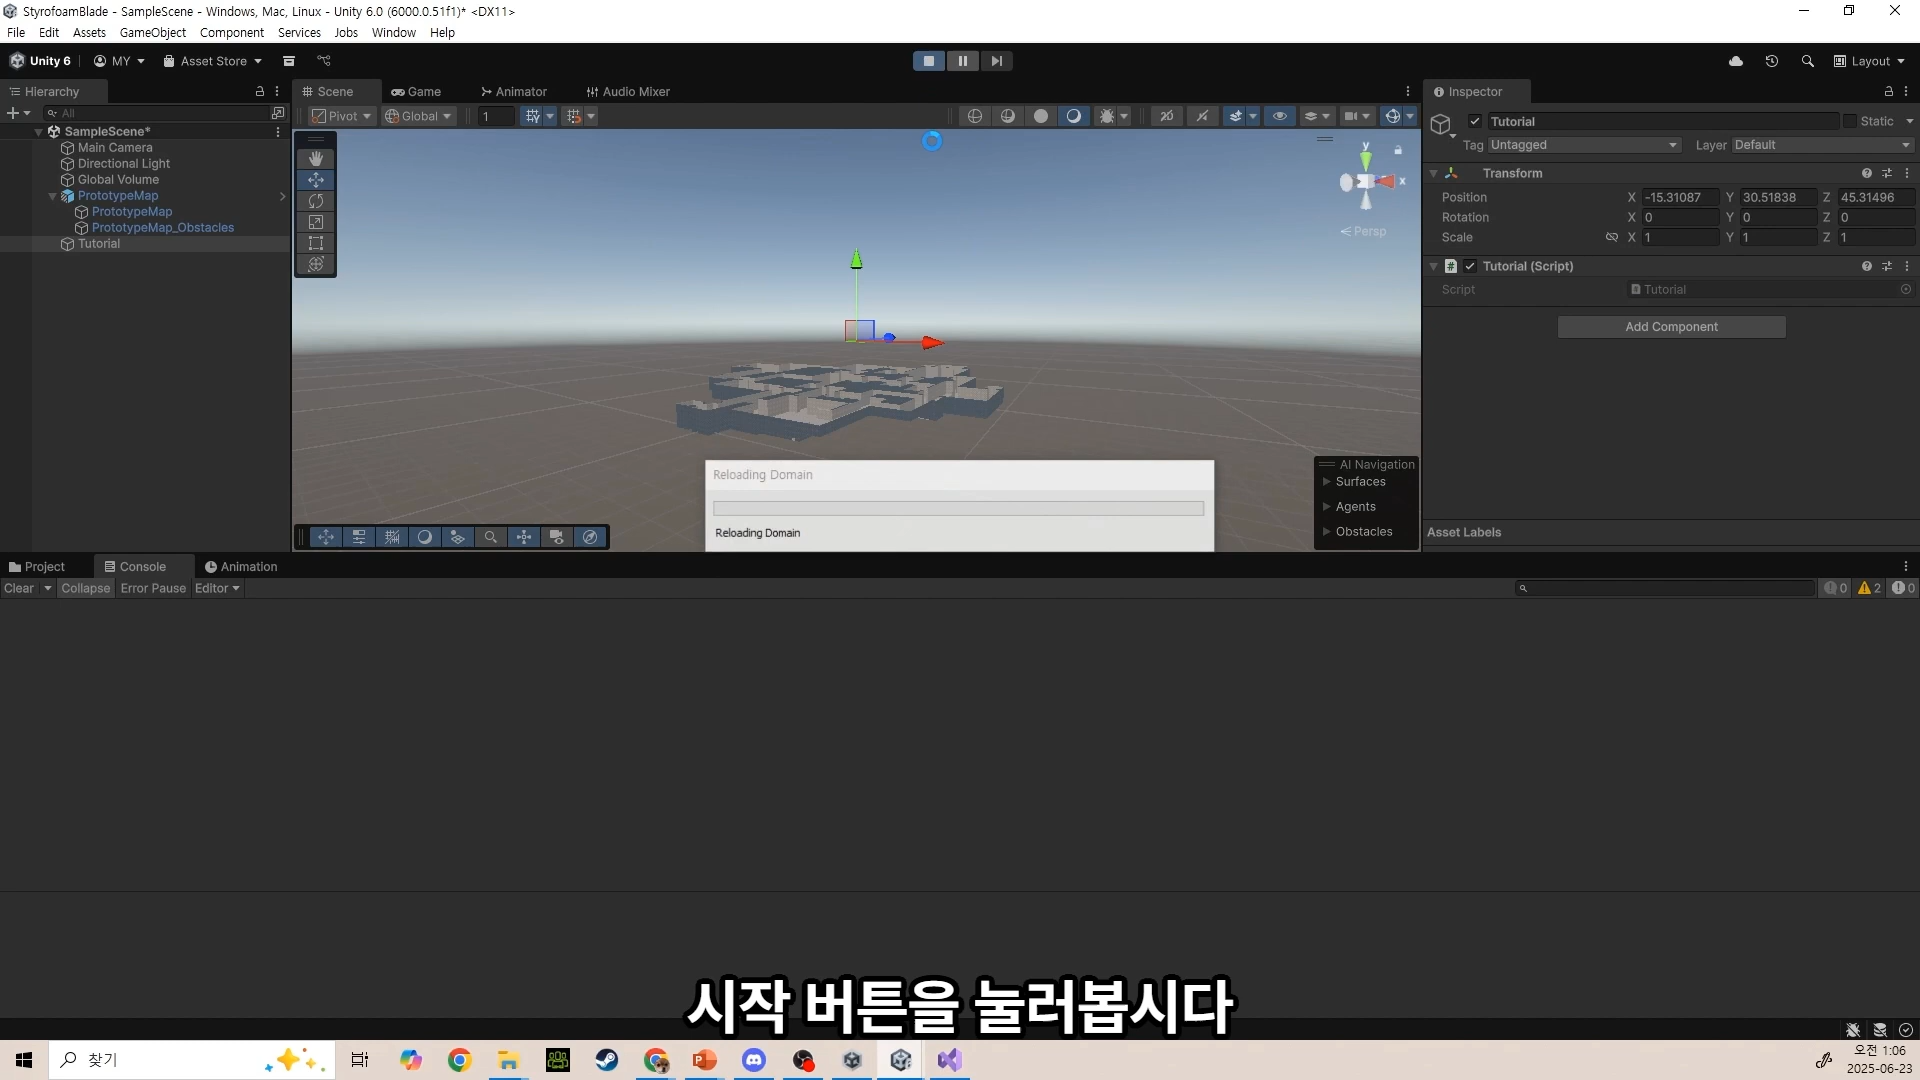 StyrofoamBlade - SampleScene - Windows, Mac, Linux - Unity 6.0 (6000.0.51f1)* <DX11>
File Edit Assets GameObject Component Services Jobs Window Help
Unity 6 MY Asset Store Layout
Hierarchy Scene Game Animator Audio Mixer Inspector
All Pivot Global 1 Tutorial Static
SampleScene*
Main Camera
Directional Light
Global Volume
PrototypeMap
PrototypeMap
PrototypeMap_Obstacles
Tutorial
y
x
Persp
Tag Untagged Layer Default
Transform
Position X -15.31087 Y 30.51838 Z 45.31496
Rotation X 0 Y 0 Z 0
Scale X 1 Y 1 Z 1
Tutorial (Script)
Script Tutorial
Add Component
Reloading Domain
Reloading Domain
AI Navigation
Surfaces
Agents
Obstacles
Asset Labels
Project Console Animation
Clear Collapse Error Pause Editor 0 2 0
시작 버튼을 눌러봅시다
찾기
오전 1:06
2025-06-23